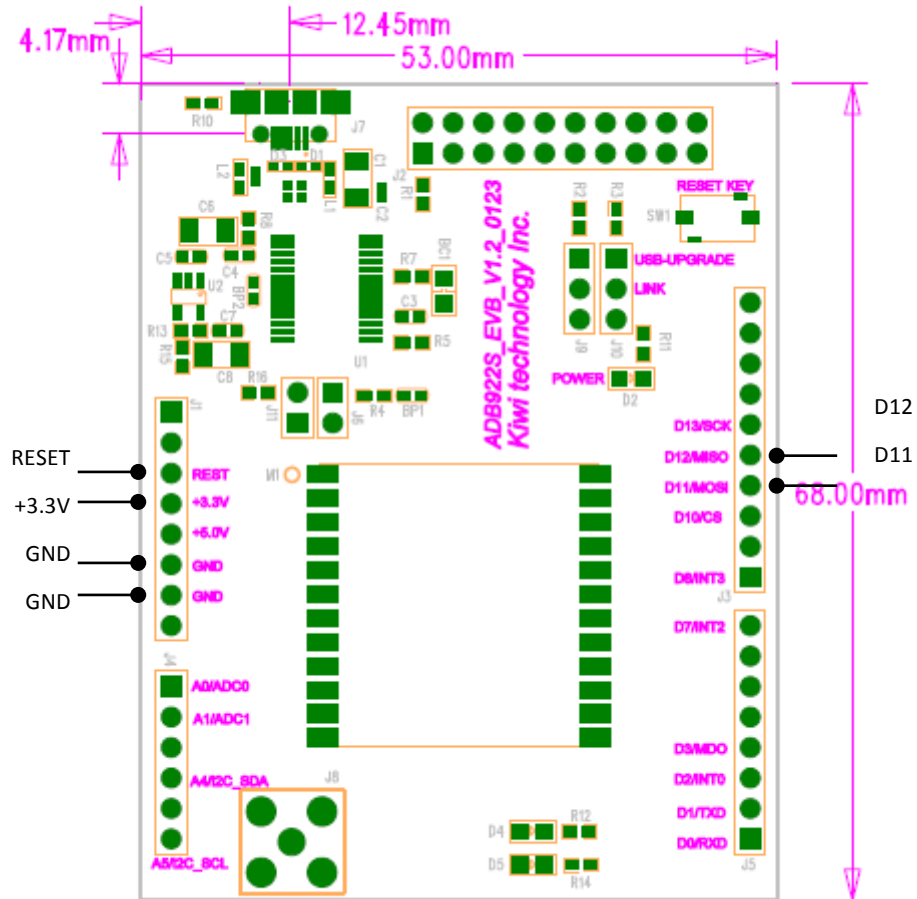 12.45mm
4.17mm
53.00mm
R10
J7
D3
D1
L2
L1
C1
C2
J2
R1
R2
R3
RESET KEY
SW1
C6
R8
C5
C4
U2
BP2
R7
BC1
C3
R5
USB-UPGRADE
LINK
J9
J10
R11
R13
C7
R15
C8
U1
R16
J11
J6
R4
BP1
POWER
D2
ADB922S_EVB_V1.2_0123
Kiwi technology Inc.
J1
D13/SCK
D12
RESET
REST
D12/MISO
D11
+3.3V
+3.3V
D11/MOSI
68.00mm
+5.0V
D10/CS
GND
GND
GND
GND
D8/INT3
J3
D7/INT2
J4
A0/ADC0
A1/ADC1
D3/MDO
A4/I2C_SDA
J8
D2/INT0
D1/TXD
D4
R12
D0/RXD
A5/I2C_SCL
D5
R14
J5